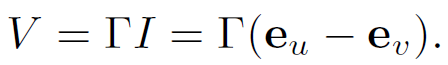 V = ΓI = Γ(e_u − e_v).